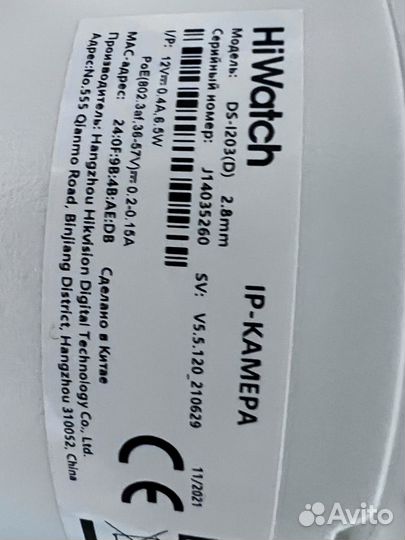 HiWatch
IP-КАМЕРА
Модель: DS-I203(D) 2.8mm
Серийный номер: J14035260 SV: V5.5.120_210629
11/2021
I/P: 12V⎓0.4A,6.5W
PoE(802.3af,36-57V)⎓0.2-0.15A
MAC-адрес: 24:0F:9B:4B:AE:DB Сделано в Китае
Производитель: Hangzhou Hikvision Digital Technology Co., Ltd.
Адрес:No.555 Qianmo Road, Binjiang District, Hangzhou 310052, China
CE
Avito